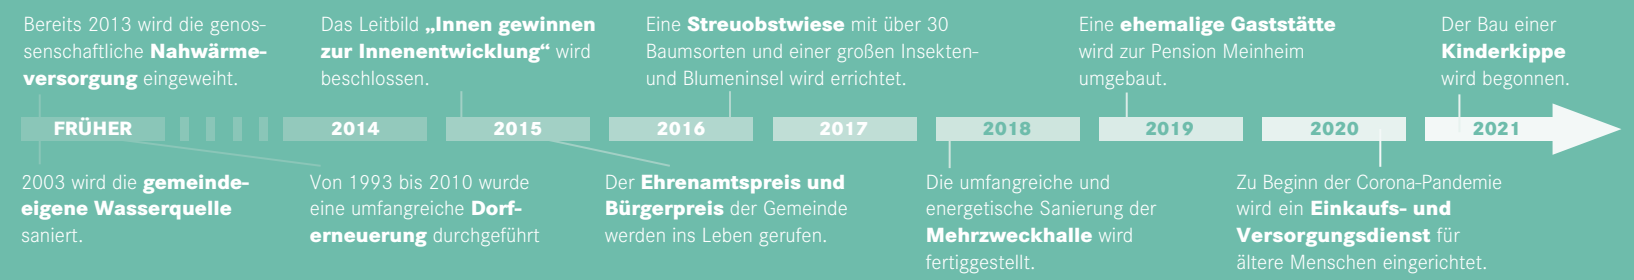 Bereits 2013 wird die genos-
senschaftliche Nahwärme-
versorgung eingeweiht.
Das Leitbild „Innen gewinnen
zur Innenentwicklung“ wird
beschlossen.
Eine Streuobstwiese mit über 30
Baumsorten und einer großen Insekten-
und Blumeninsel wird errichtet.
Eine ehemalige Gaststätte
wird zur Pension Meinheim
umgebaut.
Der Bau einer
Kinderkippe
wird begonnen.
FRÜHER 2014 2015 2016 2017 2018 2019 2020 2021
2003 wird die gemeinde-
eigene Wasserquelle
saniert.
Von 1993 bis 2010 wurde
eine umfangreiche Dorf-
erneuerung durchgeführt
Der Ehrenamtspreis und
Bürgerpreis der Gemeinde
werden ins Leben gerufen.
Die umfangreiche und
energetische Sanierung der
Mehrzweckhalle wird
fertiggestellt.
Zu Beginn der Corona-Pandemie
wird ein Einkaufs- und
Versorgungsdienst für
ältere Menschen eingerichtet.